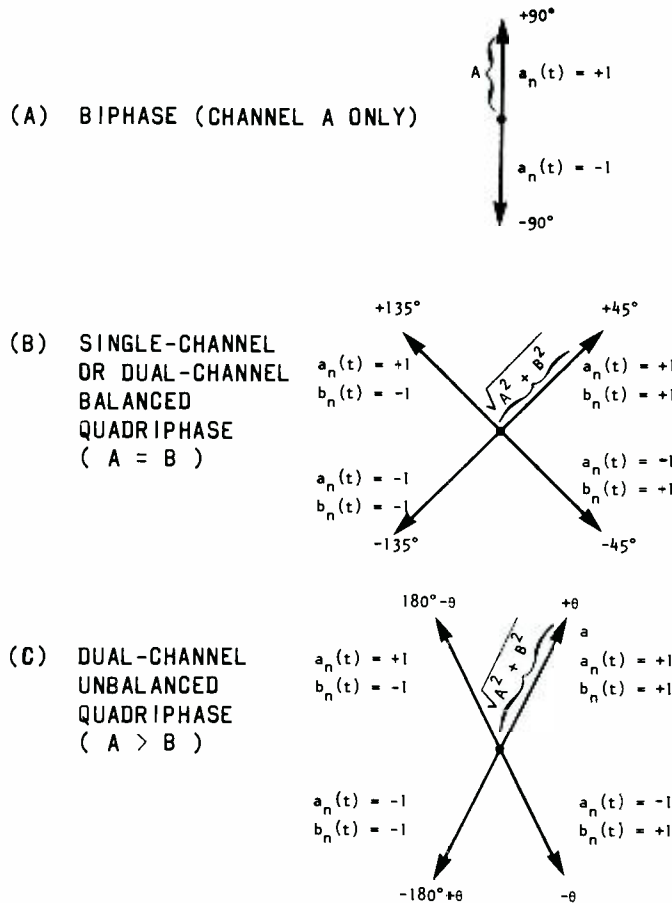 +90°
A
a_n(t) = +1
(A) BIPHASE (CHANNEL A ONLY)
a_n(t) = -1
-90°
+135°
+45°
(B) SINGLE-CHANNEL
OR DUAL-CHANNEL
BALANCED
QUADRIPHASE
( A = B )
√A² + B²
a_n(t) = +1
b_n(t) = -1
a_n(t) = +1
b_n(t) = +1
a_n(t) = -1
b_n(t) = -1
a_n(t) = -1
b_n(t) = +1
-135°
-45°
180°-θ
+θ
(C) DUAL-CHANNEL
UNBALANCED
QUADRIPHASE
( A > B )
√A² + B²
a
a_n(t) = +1
b_n(t) = -1
a_n(t) = +1
b_n(t) = +1
a_n(t) = -1
b_n(t) = -1
a_n(t) = -1
b_n(t) = +1
-180°+θ
-θ